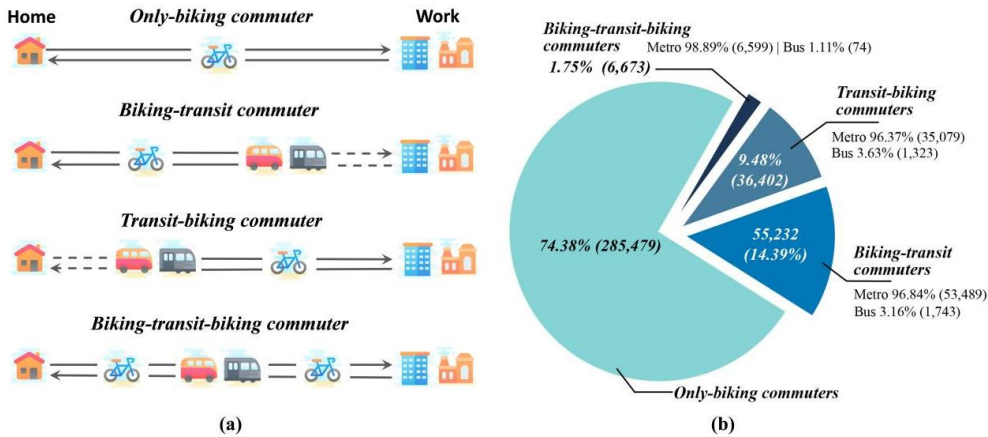 Home
Only-biking commuter
Work
Biking-transit commuter
Transit-biking commuter
Biking-transit-biking commuter
(a)
Biking-transit-biking
commuters
Metro 98.89% (6,599) | Bus 1.11% (74)
1.75% (6,673)
Transit-biking
commuters
Metro 96.37% (35,079)
Bus 3.63% (1,323)
9.48%
(36,402)
74.38% (285,479)
55,232
(14.39%)
Biking-transit
commuters
Metro 96.84% (53,489)
Bus 3.16% (1,743)
Only-biking commuters
(b)